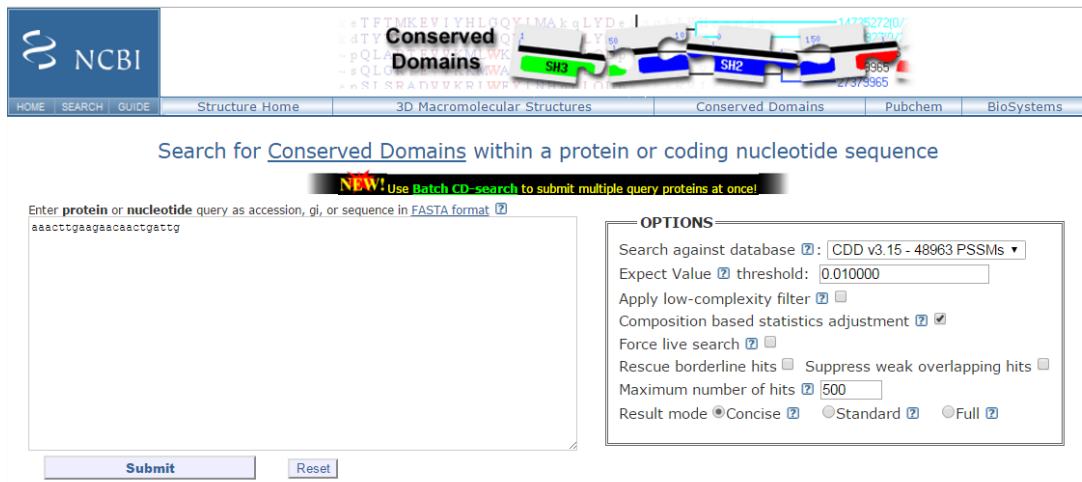 NCBI
Conserved
Domains
SH3
SH2
HOME SEARCH GUIDE Structure Home 3D Macromolecular Structures Conserved Domains Pubchem BioSystems
Search for Conserved Domains within a protein or coding nucleotide sequence
NEW! Use Batch CD-search to submit multiple query proteins at once!
Enter protein or nucleotide query as accession, gi, or sequence in FASTA format ?
aaacttgaagaacaactgattg
OPTIONS
Search against database ?: CDD v3.15 - 48963 PSSMs
Expect Value ? threshold: 0.010000
Apply low-complexity filter ?
Composition based statistics adjustment ?
Force live search ?
Rescue borderline hits Suppress weak overlapping hits
Maximum number of hits ? 500
Result mode Concise ? Standard ? Full ?
Submit Reset